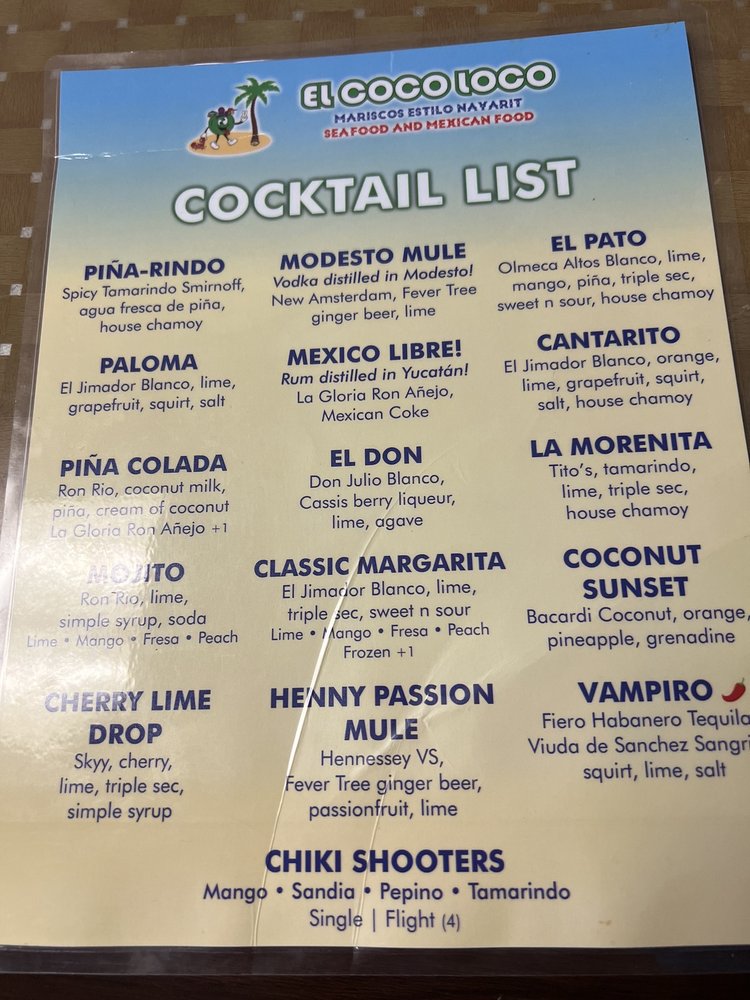 EL COCO LOCO
MARISCOS ESTILO NAYARIT
SEAFOOD AND MEXICAN FOOD
COCKTAIL LIST
PIÑA-RINDO
Spicy Tamarindo Smirnoff,
agua fresca de piña,
house chamoy
MODESTO MULE
Vodka distilled in Modesto!
New Amsterdam, Fever Tree
ginger beer, lime
EL PATO
Olmeca Altos Blanco, lime,
mango, piña, triple sec,
sweet n sour, house chamoy
PALOMA
El Jimador Blanco, lime,
grapefruit, squirt, salt
MEXICO LIBRE!
Rum distilled in Yucatán!
La Gloria Ron Añejo,
Mexican Coke
CANTARITO
El Jimador Blanco, orange,
lime, grapefruit, squirt,
salt, house chamoy
PIÑA COLADA
Ron Rio, coconut milk,
piña, cream of coconut
La Gloria Ron Añejo +1
EL DON
Don Julio Blanco,
Cassis berry liqueur,
lime, agave
LA MORENITA
Tito's, tamarindo,
lime, triple sec,
house chamoy
MOJITO
Ron Rio, lime,
simple syrup, soda
Lime • Mango • Fresa • Peach
CLASSIC MARGARITA
El Jimador Blanco, lime,
triple sec, sweet n sour
Lime • Mango • Fresa • Peach
Frozen +1
COCONUT
SUNSET
Bacardi Coconut, orange,
pineapple, grenadine
CHERRY LIME
DROP
Skyy, cherry,
lime, triple sec,
simple syrup
HENNY PASSION
MULE
Hennessey VS,
Fever Tree ginger beer,
passionfruit, lime
VAMPIRO
Fiero Habanero Tequila
Viuda de Sanchez Sangri
squirt, lime, salt
CHIKI SHOOTERS
Mango • Sandia • Pepino • Tamarindo
Single | Flight (4)